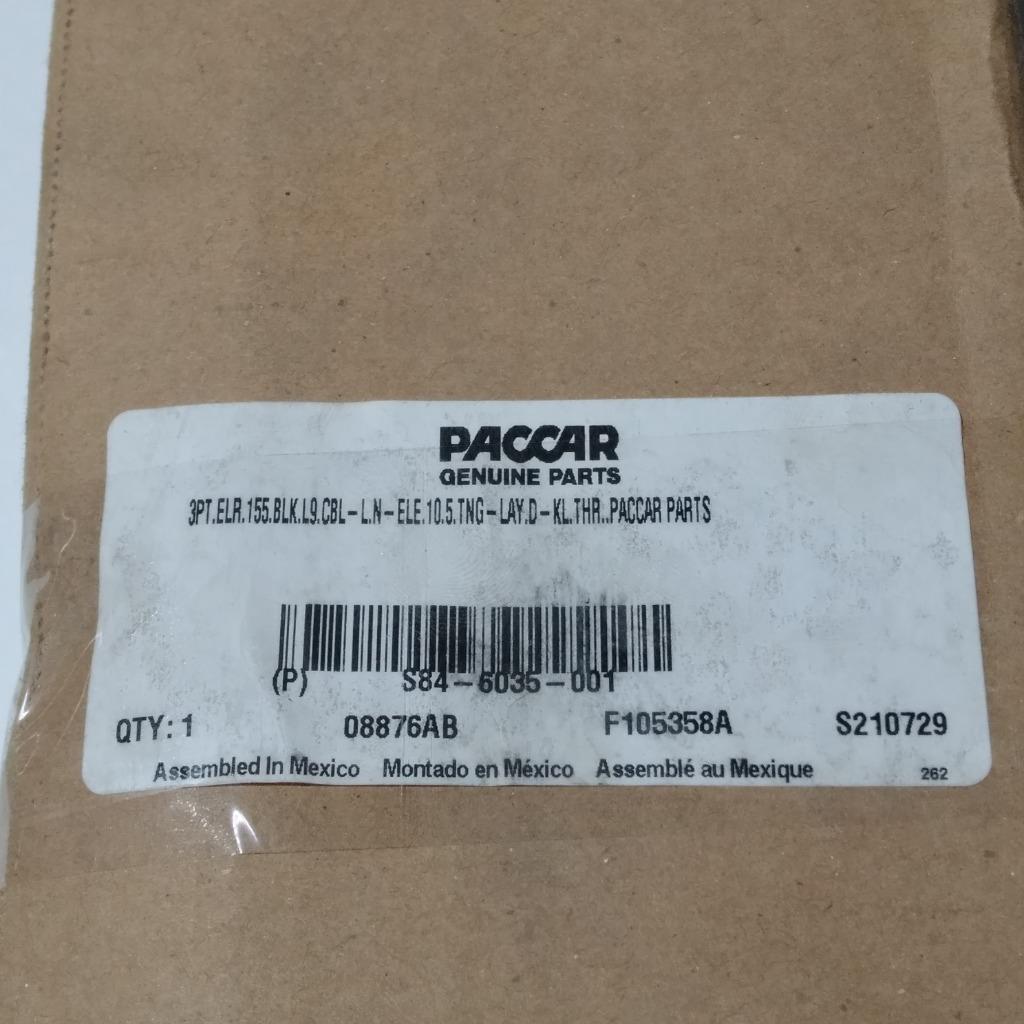 PACCAR
GENUINE PARTS
3PT.ELR.155.BLK.L9.CBL-L.N-ELE.10.5.TNG-LAY.D-KL.THR..PACCAR PARTS
(P) S84-6035-001
QTY: 1 08876AB F105358A S210729
Assembled In Mexico Montado en México Assemblé au Mexique 262